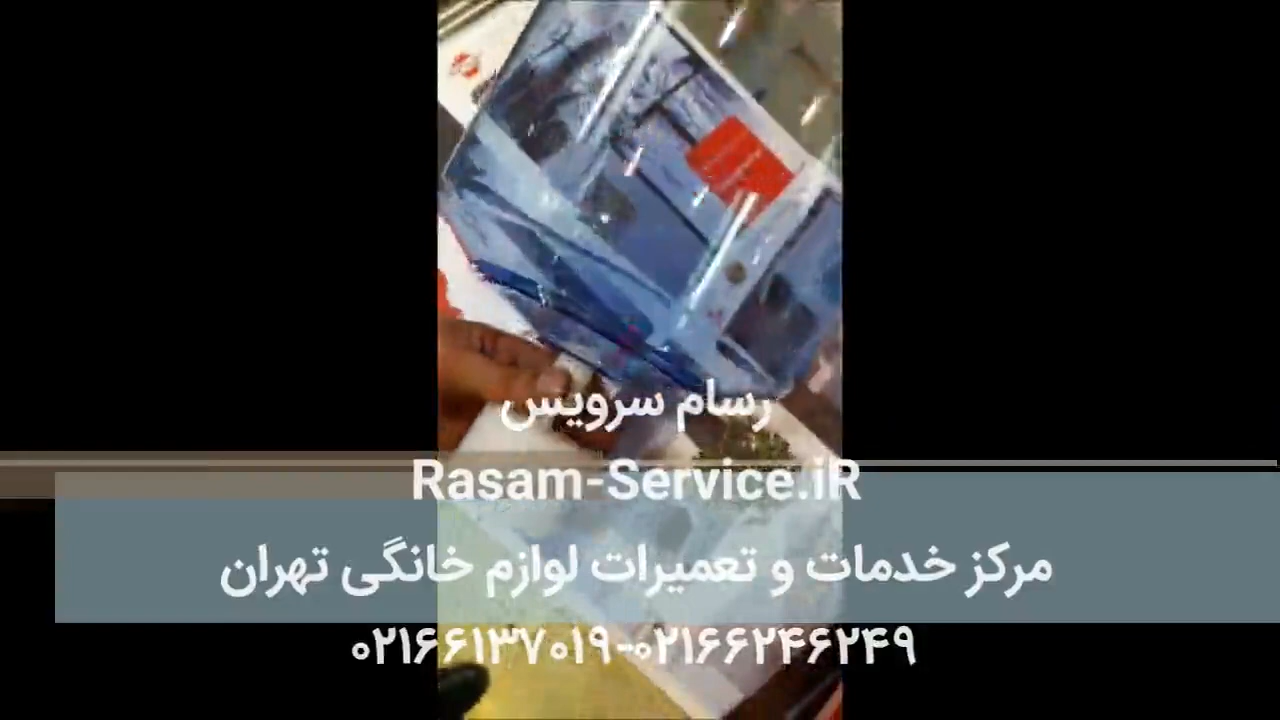 رسام سرویس
Rasam-Service.iR
مرکز خدمات و تعمیرات لوازم خانگی تهران
۰۲۱۶۶۱۳۷۰۱۹-۰۲۱۶۶۲۴۶۲۴۹